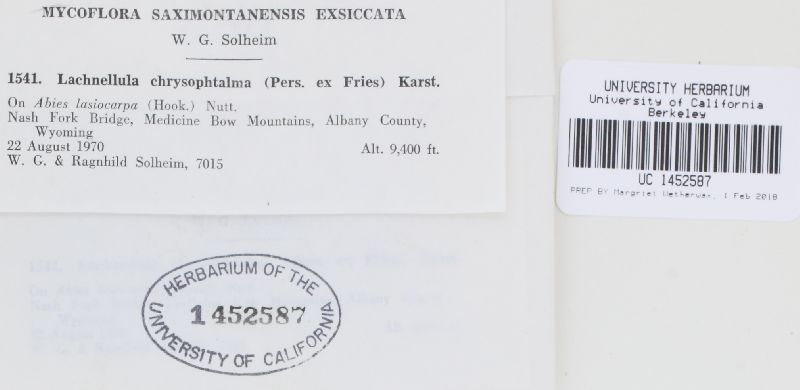 MYCOFLORA SAXIMONTANENSIS EXSICCATA
W. G. Solheim
1541. Lachnellula chrysophtalma (Pers. ex Fries) Karst.
On Abies lasiocarpa (Hook.) Nutt.
Nash Fork Bridge, Medicine Bow Mountains, Albany County,
Wyoming
22 August 1970 Alt. 9,400 ft.
W. G. & Ragnhild Solheim, 7015
UNIVERSITY HERBARIUM
University of California
Berkeley
UC 1452587
PREP BY Margriet Wetherwax, 1 Feb 2018
HERBARIUM OF THE
1452587
UNIVERSITY OF CALIFORNIA